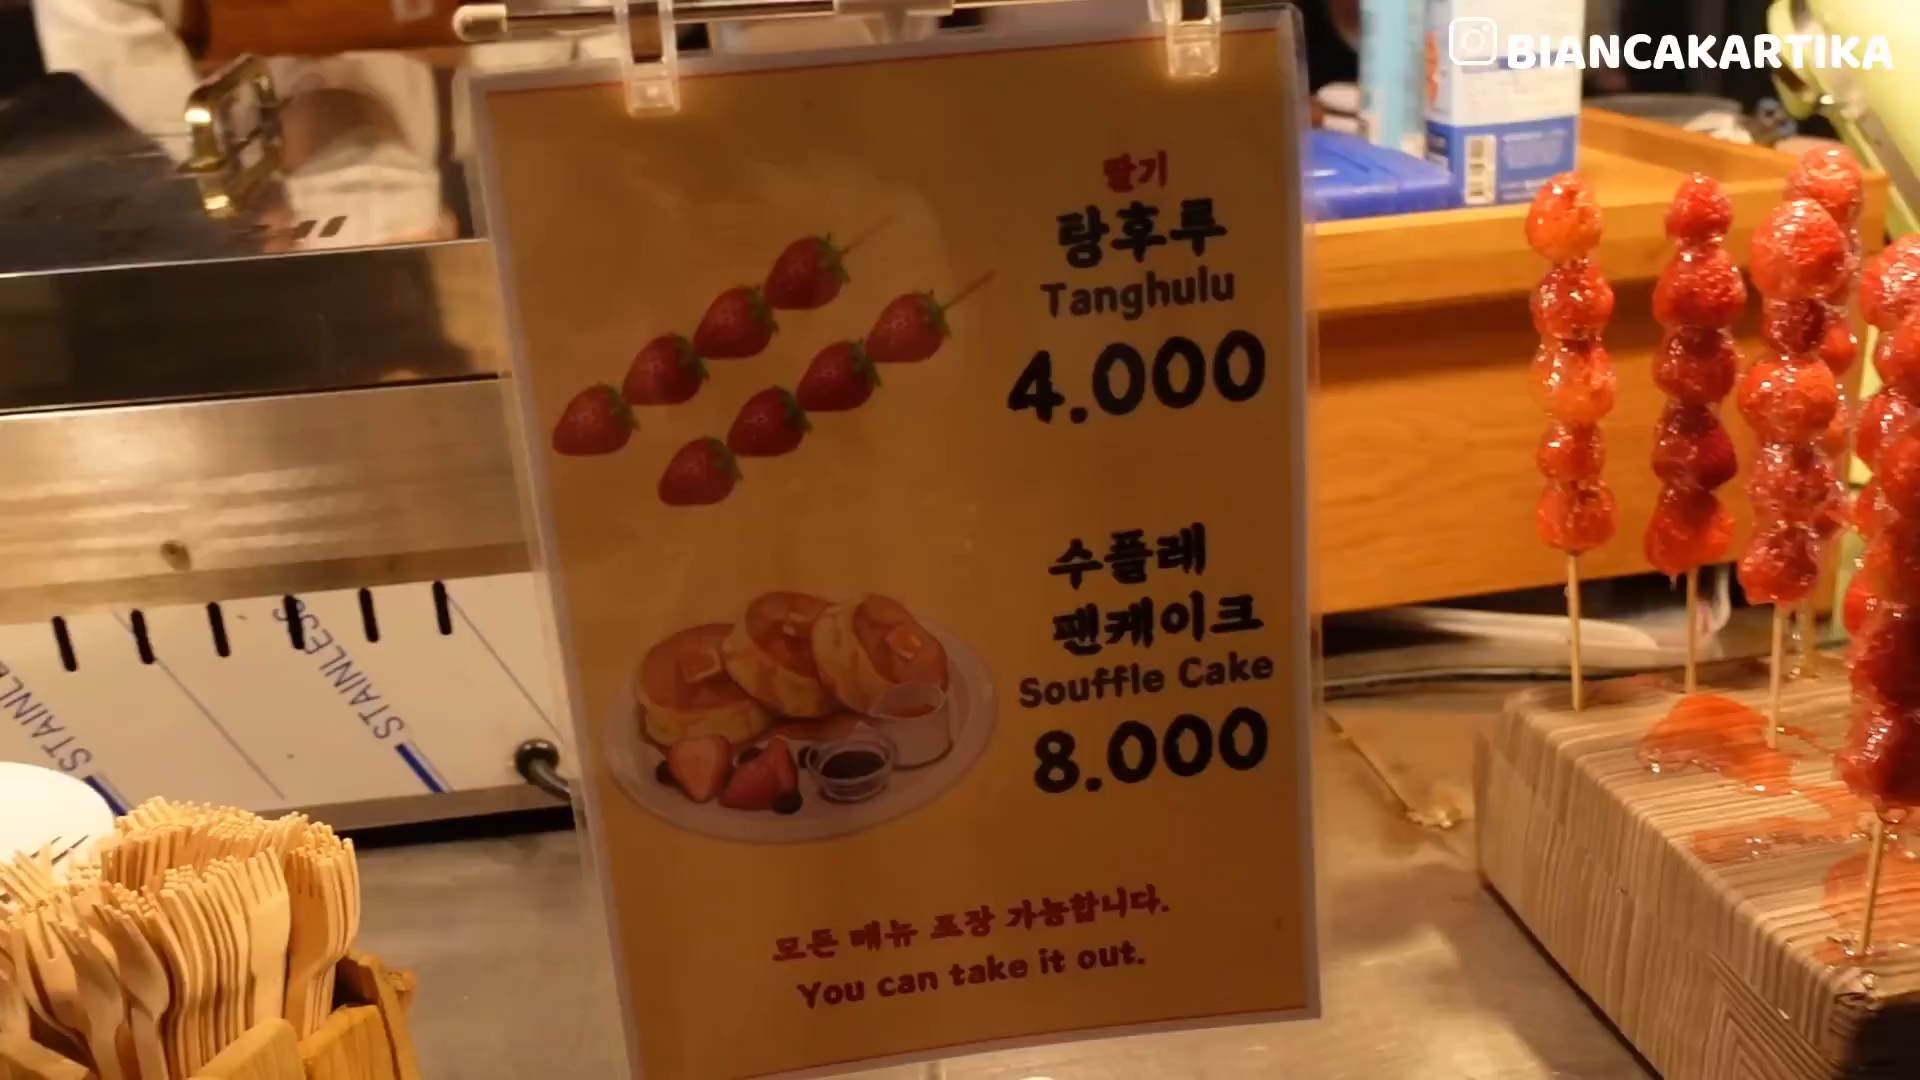 BIANCAKARTIKA
딸기
탕후루
Tanghulu
4.000
수플레
팬케이크
Souffle Cake
8.000
모든 메뉴 포장 가능합니다.
You can take it out.
STAINLESS
STAINLESS